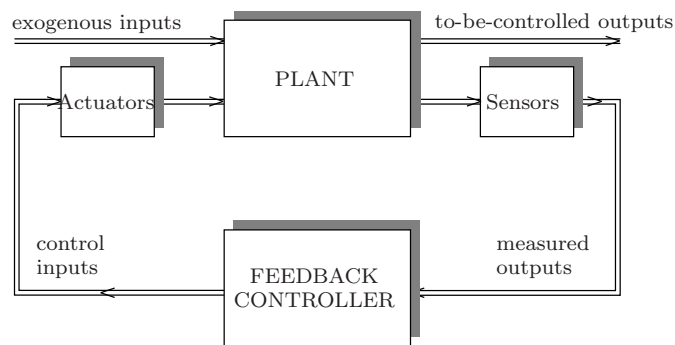 exogenous inputs
to-be-controlled outputs
PLANT
Actuators
Sensors
control
inputs
measured
outputs
FEEDBACK
CONTROLLER